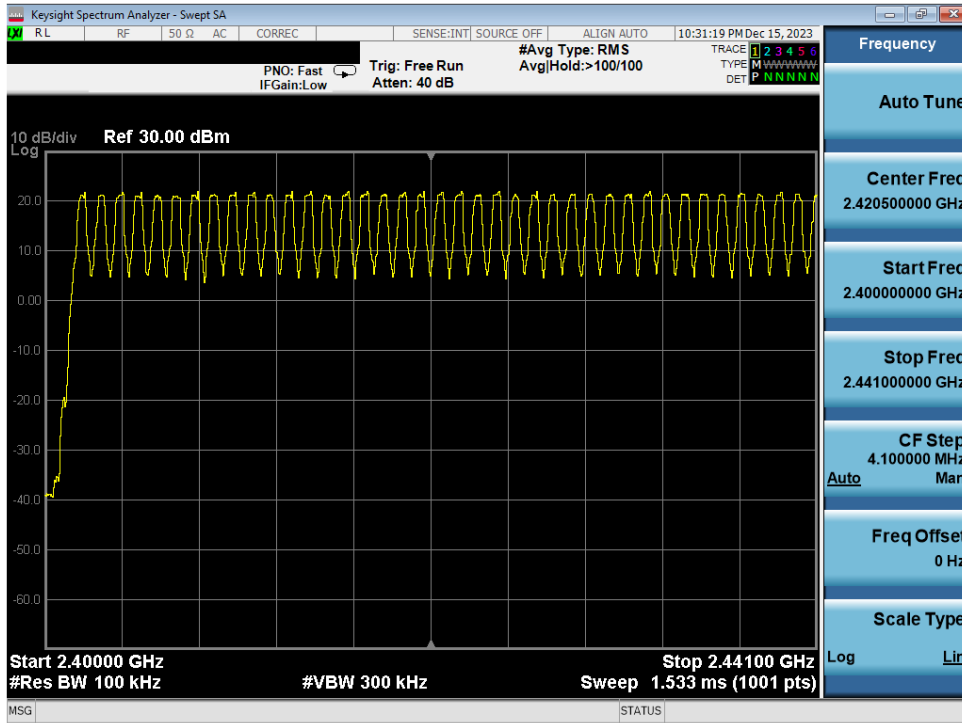 Keysight Spectrum Analyzer - Swept SA
LXI RL RF 50 Ω AC CORREC SENSE:INT SOURCE OFF ALIGN AUTO 10:31:19 PM Dec 15, 2023
PNO: Fast
IFGain:Low
Trig: Free Run
Atten: 40 dB
#Avg Type: RMS
Avg|Hold:>100/100
TRACE 1 2 3 4 5 6
TYPE M WWWWW
DET P N N N N N
10 dB/div Ref 30.00 dBm
Log
20.0
10.0
0.00
-10.0
-20.0
-30.0
-40.0
-50.0
-60.0
Start 2.40000 GHz Stop 2.44100 GHz
#Res BW 100 kHz #VBW 300 kHz Sweep 1.533 ms (1001 pts)
MSG STATUS
Frequency
Auto Tune
Center Freq
2.420500000 GHz
Start Freq
2.400000000 GHz
Stop Freq
2.441000000 GHz
CF Step
4.100000 MHz
Auto Man
Freq Offset
0 Hz
Scale Type
Log Lin